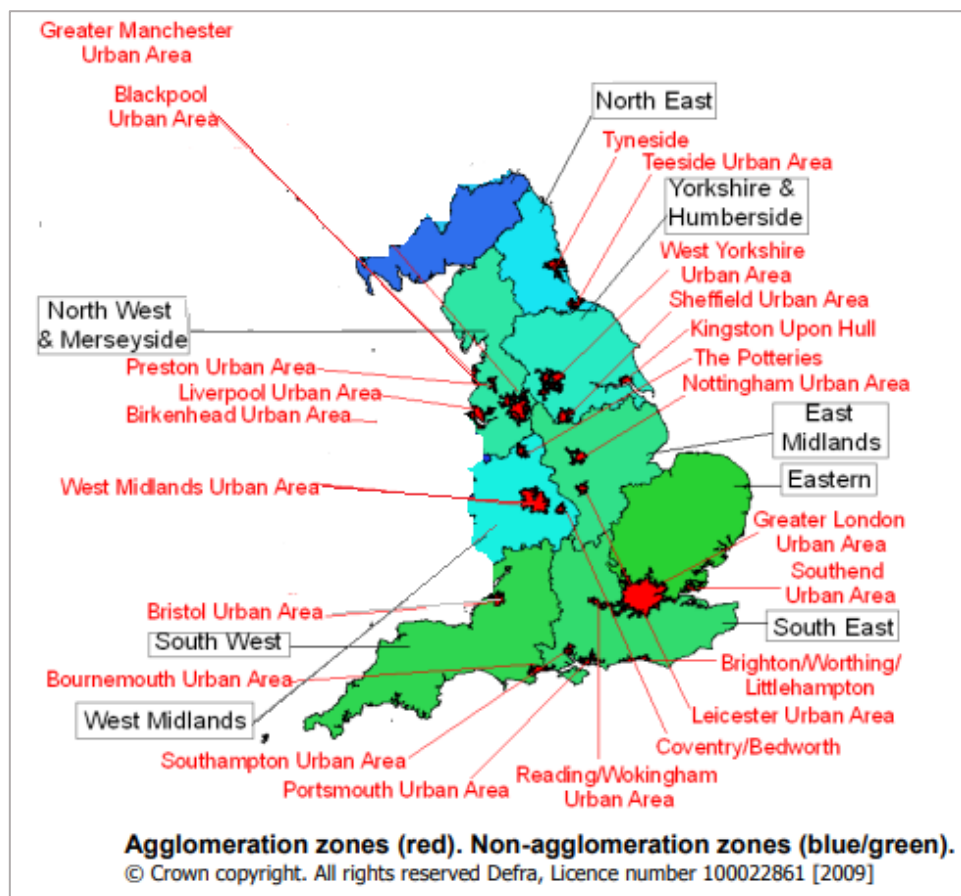 Greater Manchester
Urban Area
Blackpool
Urban Area
North East
Tyneside
Teeside Urban Area
Yorkshire &
Humberside
West Yorkshire
Urban Area
Sheffield Urban Area
North West
& Merseyside
Kingston Upon Hull
The Potteries
Preston Urban Area
Nottingham Urban Area
Liverpool Urban Area
Birkenhead Urban Area
East
Midlands
West Midlands Urban Area
Eastern
Greater London
Urban Area
Southend
Urban Area
Bristol Urban Area
South West
South East
Bournemouth Urban Area
Brighton/Worthing/
Littlehampton
West Midlands
Leicester Urban Area
Coventry/Bedworth
Southampton Urban Area
Portsmouth Urban Area
Reading/Wokingham
Urban Area
Agglomeration zones (red). Non-agglomeration zones (blue/green).
© Crown copyright. All rights reserved Defra, Licence number 100022861 [2009]